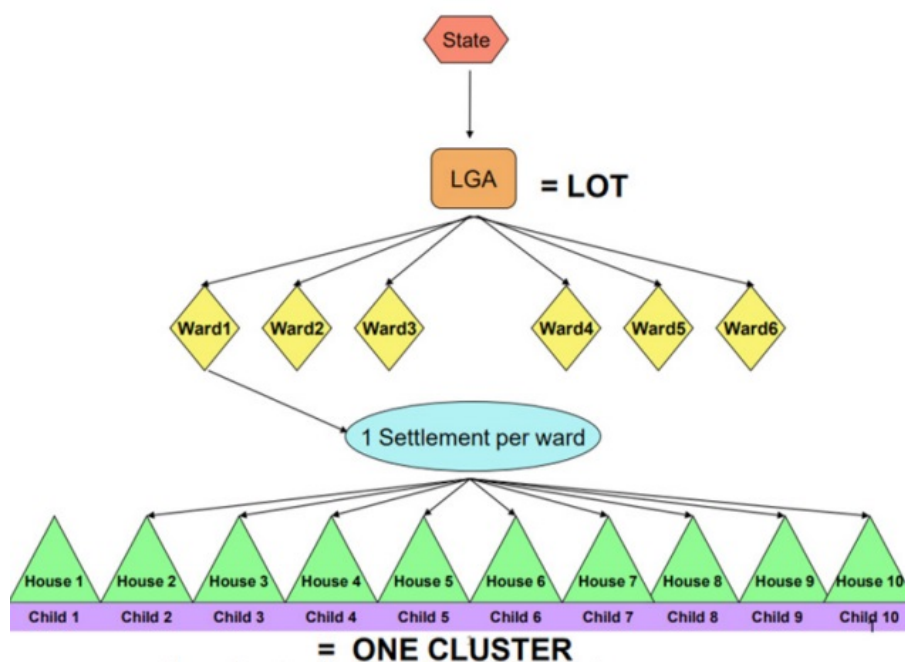 State
LGA = LOT
Ward1 Ward2 Ward3 Ward4 Ward5 Ward6
1 Settlement per ward
House 1 House 2 House 3 House 4 House 5 House 6 House 7 House 8 House 9 House 10
Child 1 Child 2 Child 3 Child 4 Child 5 Child 6 Child 7 Child 8 Child 9 Child 10
= ONE CLUSTER